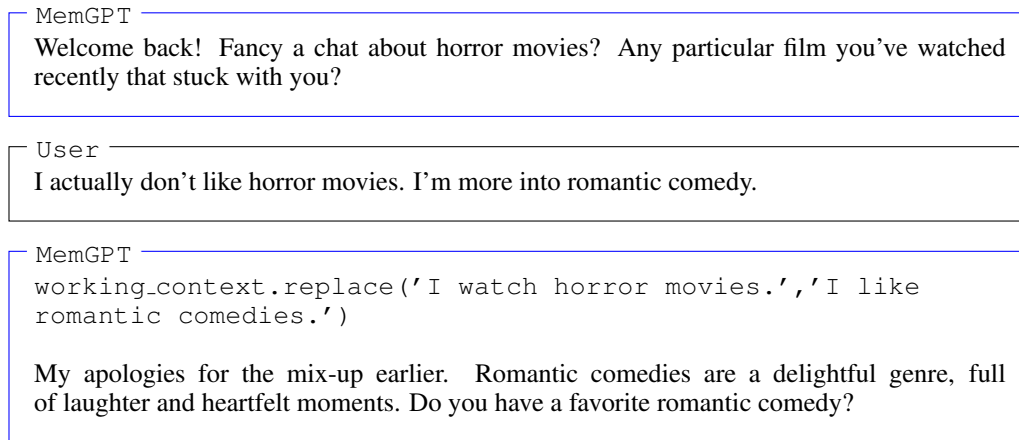 MemGPT
Welcome back! Fancy a chat about horror movies? Any particular film you've watched
recently that stuck with you?
User
I actually don't like horror movies. I'm more into romantic comedy.
MemGPT
working_context.replace('I watch horror movies.','I like
romantic comedies.')
My apologies for the mix-up earlier. Romantic comedies are a delightful genre, full
of laughter and heartfelt moments. Do you have a favorite romantic comedy?